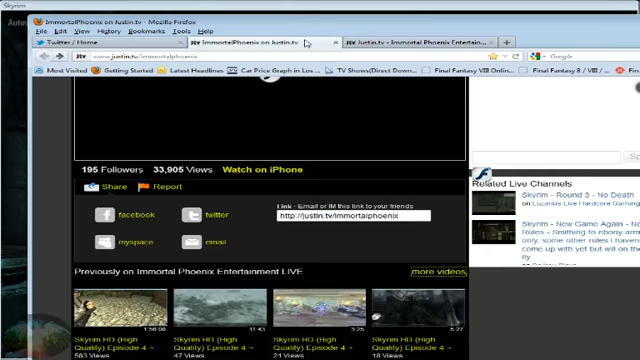 Skyrim
ImmortalPhoenix on Justin.tv - Mozilla Firefox
File Edit View History Bookmarks Tools Help
Twitter / Home
ImmortalPhoenix on Justin.tv
Justin.tv - Immortal Phoenix Entertain...
www.justin.tv/immortalphoenix
Google
Most Visited Getting Started Latest Headlines Car Price Graph in Los... TV Shows(Direct Down... Final Fantasy VIII Onlin... Final Fantasy 8 / VIII ...
195 Followers 33,905 Views Watch on iPhone
Share Report
Link - Email or IM this link to your friends
http://justin.tv/immortalphoenix
facebook twitter
myspace email
Previously on Immortal Phoenix Entertainment LIVE more videos
1:56:00 11:43 3:25 5:27
Skyrim HD (High Quality) Episode 4 ~
583 Views
Skyrim HD (High Quality) Episode 4 ~
47 Views
Skyrim HD (High Quality) Episode 4 ~
21 Views
Skyrim HD (High Quality) Episode 4 ~
18 Views
Related Live Channels
Skyrim - Round 3 - No Death
on Luzarius Hardcore Gaming
Skyrim - New Game Again - No
Rules - Smithing to ebony arm
only, some other rules I haven't
come up with yet but will on the